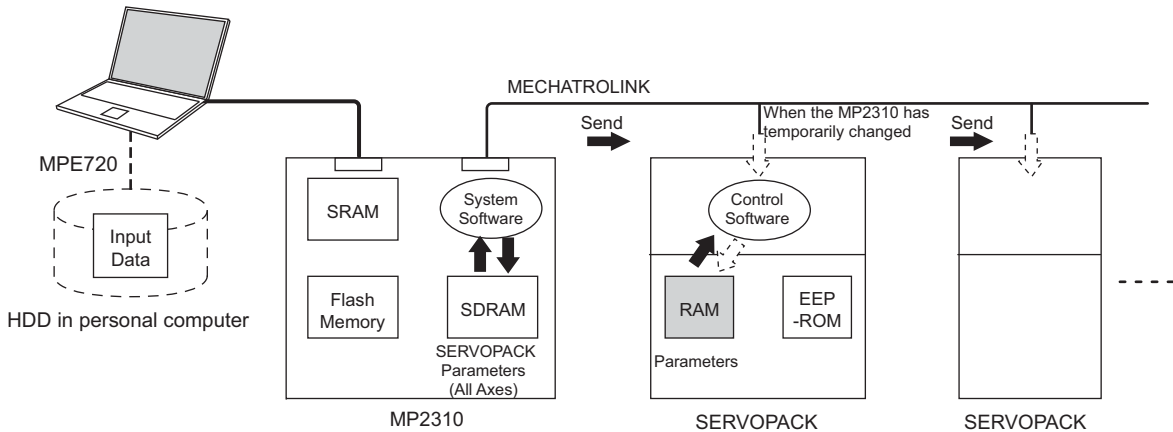 MECHATROLINK
When the MP2310 has
temporarily changed
Send
Send
MPE720
Input
Data
HDD in personal computer
SRAM
System
Software
Flash
Memory
SDRAM
SERVOPACK
Parameters
(All Axes)
MP2310
Control
Software
RAM
EEP
-ROM
Parameters
SERVOPACK
SERVOPACK